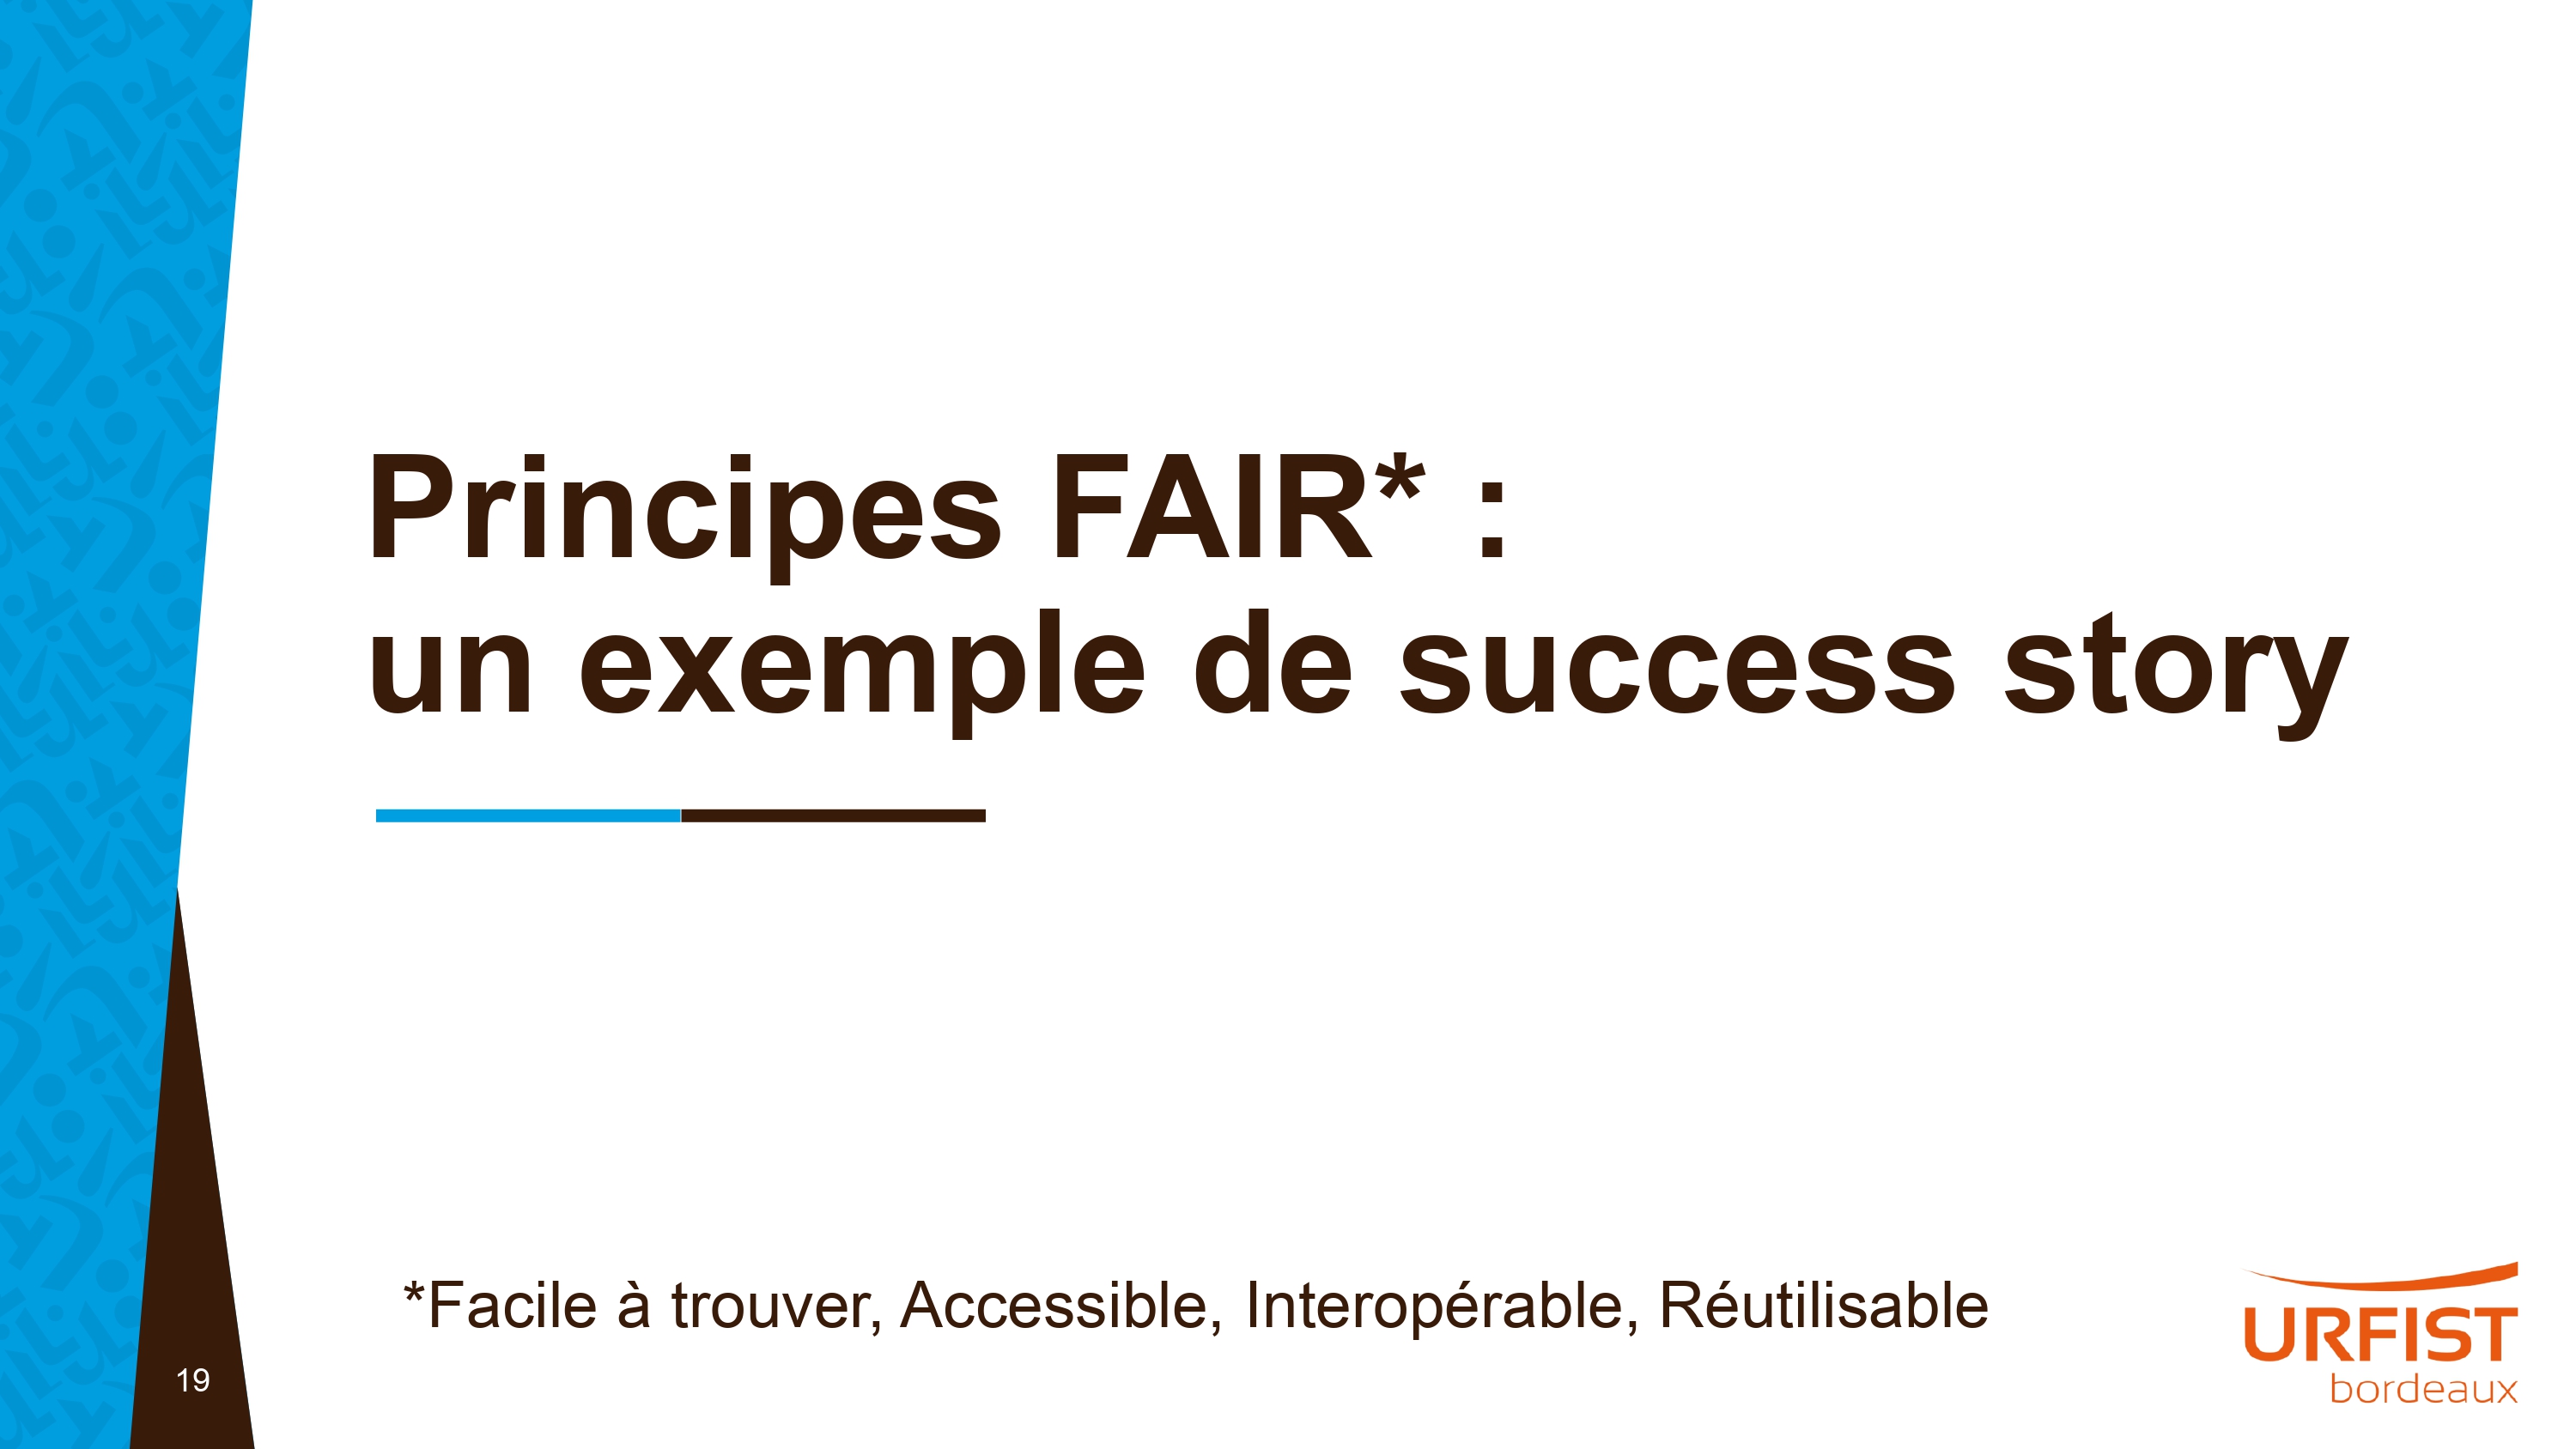 Principes FAIR* :
un exemple de success story
*Facile à trouver, Accessible, Interopérable, Réutilisable
19
URFIST
bordeaux